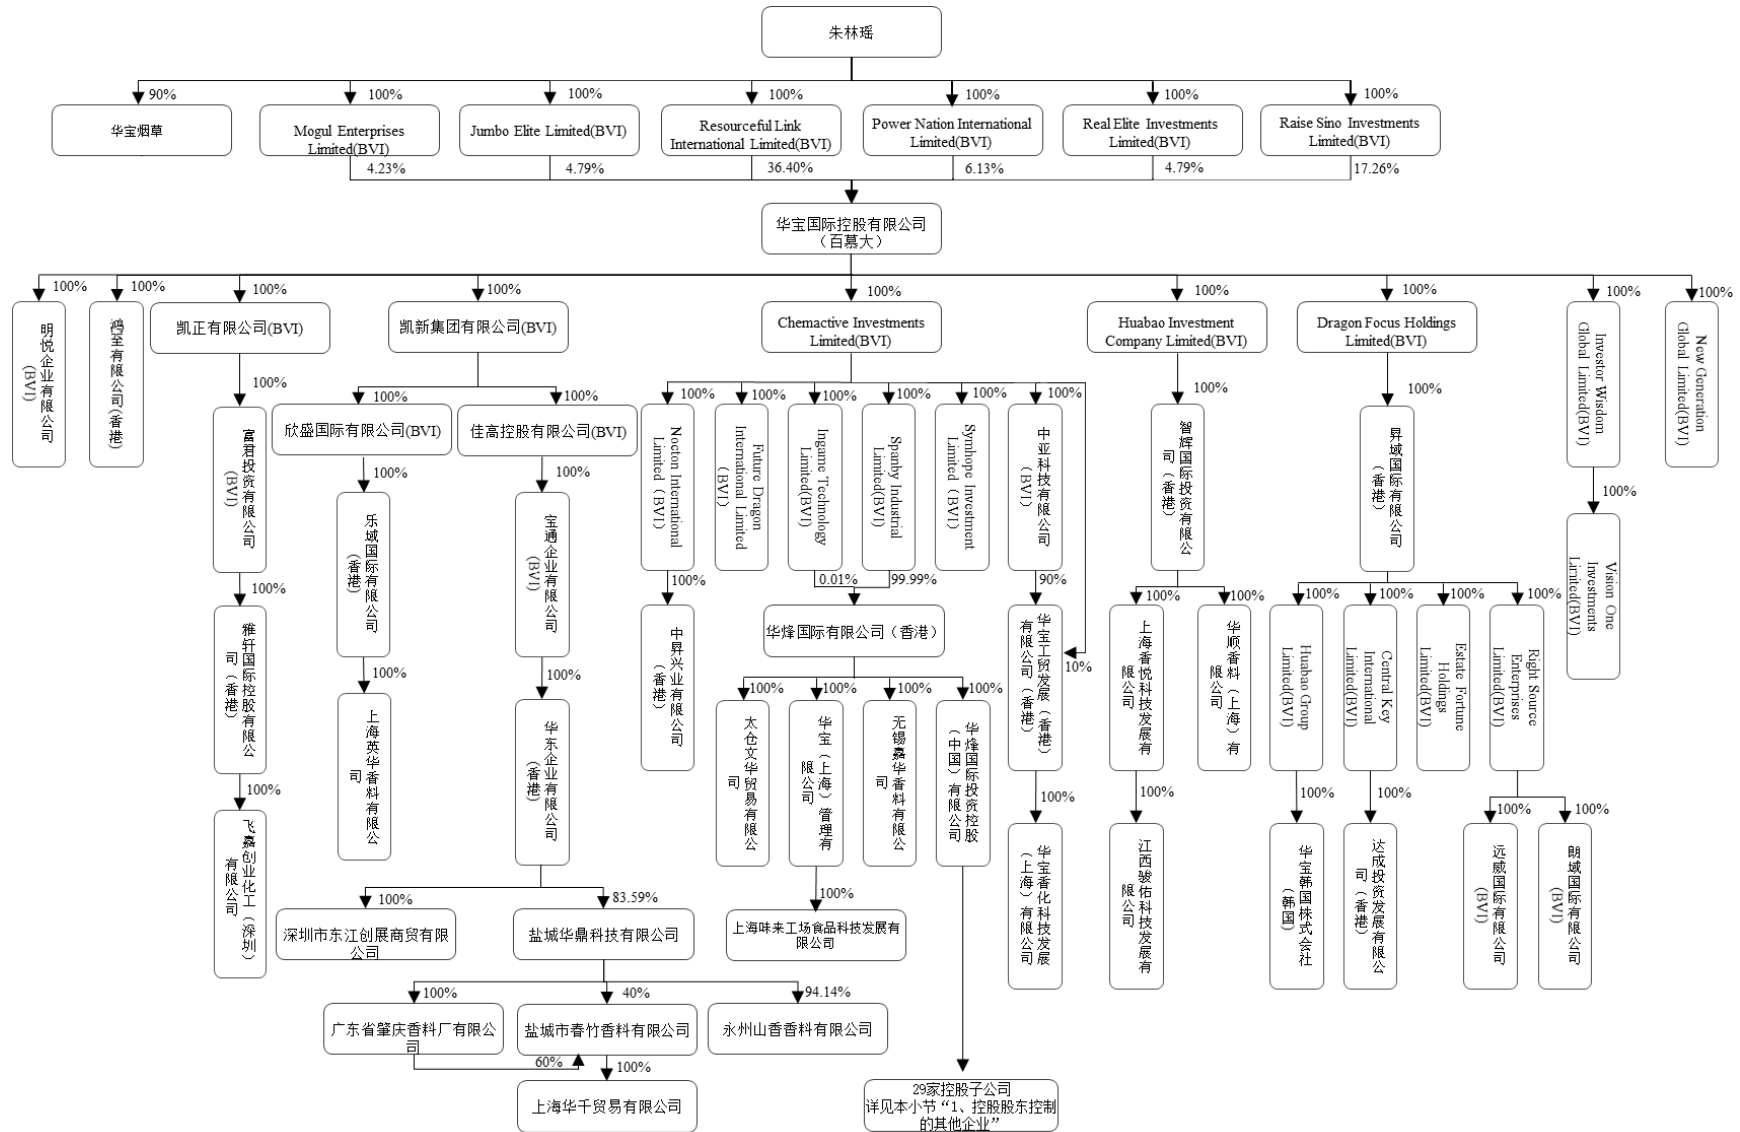 朱林瑶
90%
100%
100%
100%
100%
100%
100%
华宝烟草
Mogul Enterprises
Limited(BVI)
Jumbo Elite Limited(BVI)
Resourceful Link
International Limited(BVI)
Power Nation International
Limited(BVI)
Real Elite Investments
Limited(BVI)
Raise Sino Investments
Limited(BVI)
4.23%
4.79%
36.40%
6.13%
4.79%
17.26%
华宝国际控股有限公司
（百慕大）
100%
100%
100%
100%
100%
100%
100%
100%
100%
明悦企业有限公司
(BVI)
鸿至有限公司(香港)
凯正有限公司(BVI)
凯新集团有限公司(BVI)
Chemactive Investments
Limited(BVI)
Huabao Investment
Company Limited(BVI)
Dragon Focus Holdings
Limited(BVI)
Investor Wisdom
Global Limited(BVI)
New Generation
Global Limited(BVI)
100%
100%
100%
100%
100%
100%
100%
100%
100%
100%
100%
富君投资有限公司
(BVI)
欣盛国际有限公司(BVI)
佳高控股有限公司(BVI)
Nocton International
Limited（BVI）
Future Dragon
International Limited
（BVI）
Ingame Technology
Limited(BVI)
Spanby Industrial
Limited(BVI)
Symhope Investment
Limited（BVI）
中亚科技有限公司
（BVI）
智辉国际投资有限公
司（香港）
昇域国际有限公司
（香港）
100%
100%
100%
乐域国际有限公司
(香港)
宝通企业有限公司
(BVI)
Vision One
Investments
Limited(BVI)
100%
100%
0.01%
99.99%
90%
10%
100%
100%
100%
100%
100%
100%
雅轩国际控股有限公
司（香港）
中昇兴业有限公司
（香港）
华烽国际有限公司（香港）
华宝工贸发展（香港）
有限公司（香港）
上海香悦科技发展有
限公司
华顺香料（上海）有
限公司
Huabao Group
Limited(BVI)
Central Key
International
Limited(BVI)
Estate Fortune
Holdings
Limited(BVI)
Right Source
Enterprises
Limited(BVI)
100%
100%
100%
100%
100%
100%
上海英华香料有限公
司
华东企业有限公司
(香港)
太仓文华贸易有限公
司
华宝（上海）管理有
限公司
无锡嘉华香料有限公
司
华烽国际投资控股
（中国）有限公司
100%
100%
100%
100%
100%
100%
100%
飞嘉创业化工（深圳）
有限公司
华宝香化科技发展
（上海）有限公司
江西骏佑科技发展有
限公司
华宝韩国株式会社
（韩国）
达成投资发展有限公
司（香港）
远威国际有限公司
(BVI)
朗域国际有限公司
(BVI)
100%
83.59%
100%
深圳市东江创展商贸有限
公司
盐城华鼎科技有限公司
上海味来工场食品科技发展有
限公司
100%
40%
94.14%
广东省肇庆香料厂有限公
司
盐城市春竹香料有限公司
永州山香香料有限公司
60%
100%
上海华千贸易有限公司
29家控股子公司
详见本小节“1、控股股东控制
的其他企业”